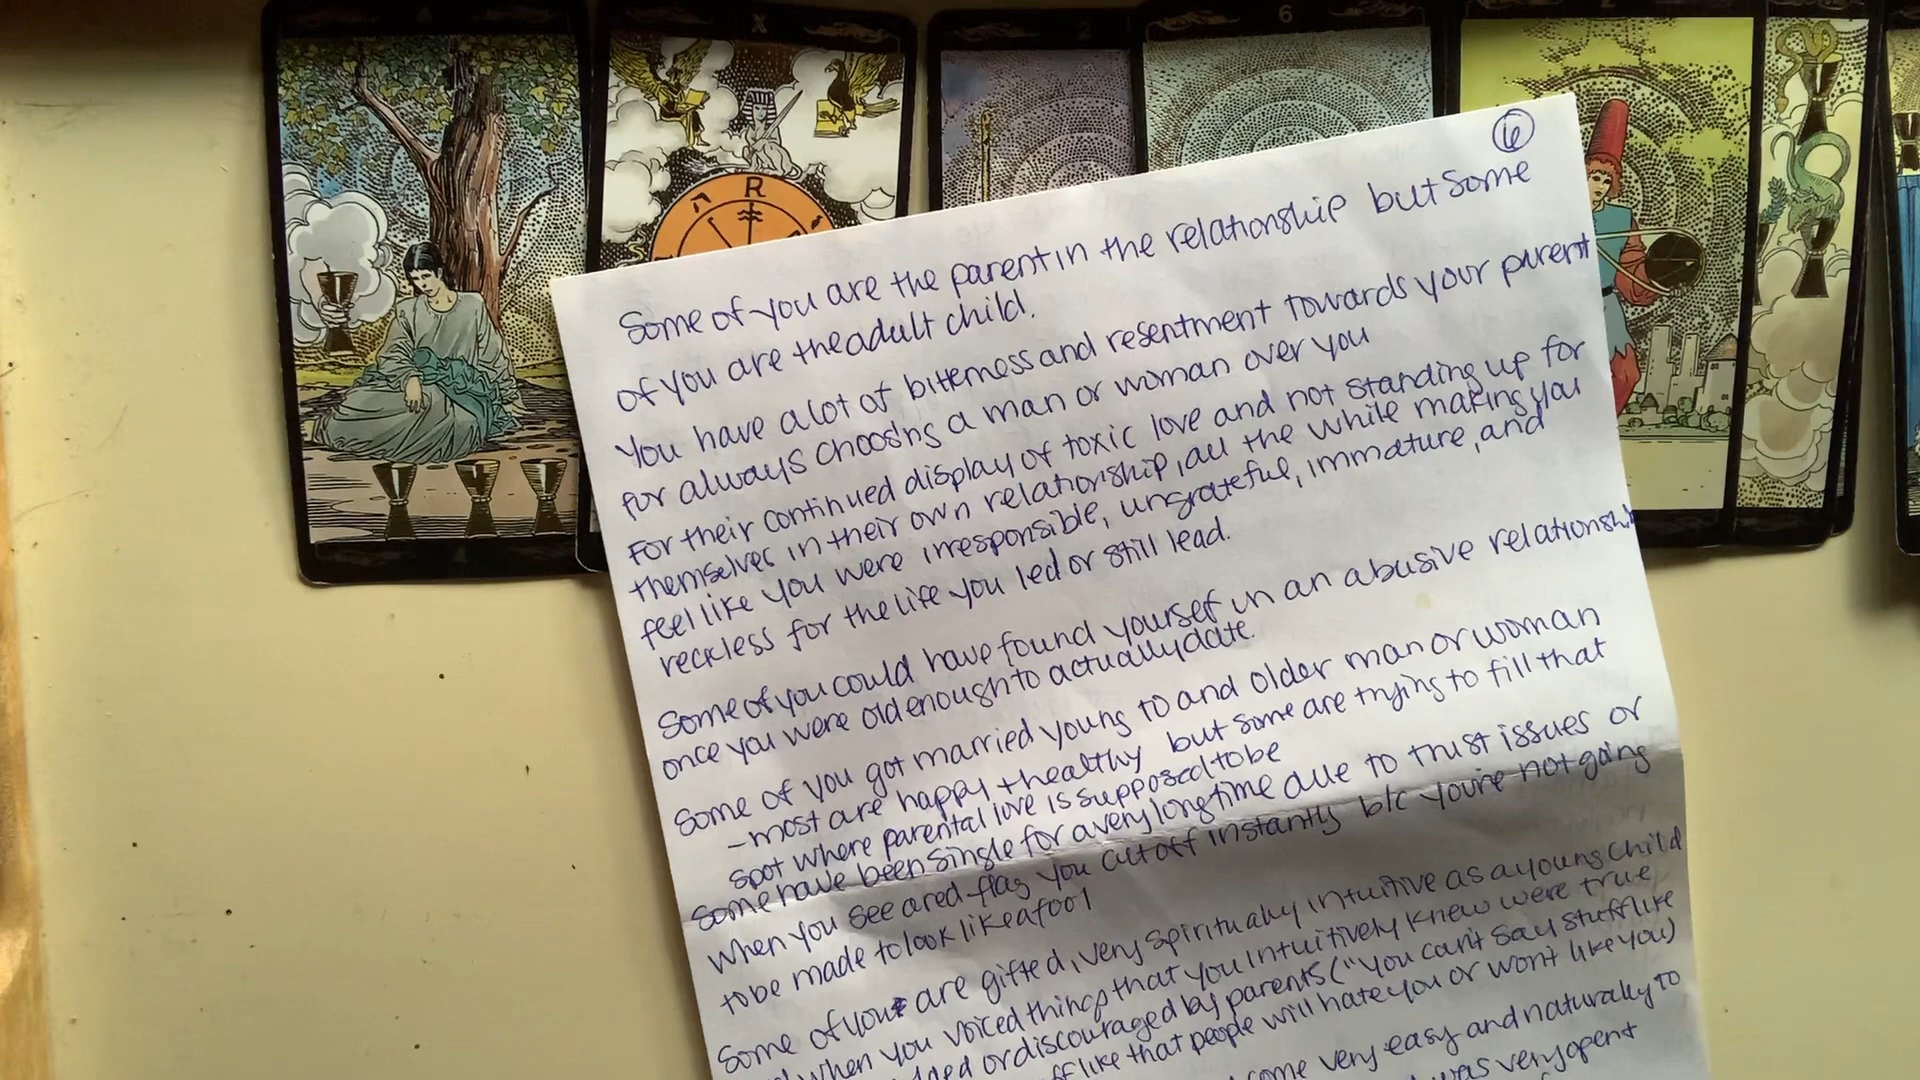 X
2
6
6
R
Some of you are the parent in the relationship but some
of you are the adult child.
You have a lot of bitterness and resentment towards your parent
for always choosing a man or woman over you
For their continued display of toxic love and not standing up for
themselves in their own relationship, all the while making you
feel like you were irresponsible, ungrateful, immature, and
reckless for the life you led or still lead.
Some of you could have found yourself in an abusive relationship
once you were old enough to actually date.
Some of you got married young to and older man or woman
- most are happy + healthy but some are trying to fill that
spot where parental love is supposed to be
Some have been single for a very long time due to trust issues or
when you see a red-flag you cut off instantly b/c you're not going
to be made to look like a fool
Some of you are gifted, very spiritually intuitive as a young child
when you voiced things that you intuitively knew were true
or discouraged by parents ("you can't say stuff like
like that people will hate you or won't like you)
come very easy and naturally to
was very open t